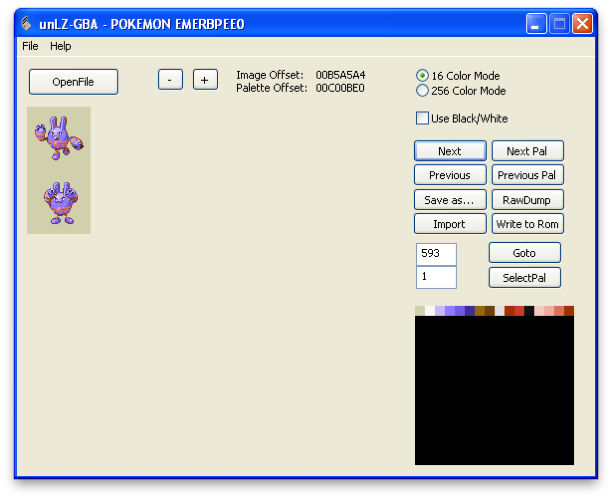 unLZ-GBA - POKEMON EMERBPEE0
File Help
OpenFile - + Image Offset: 00B5A5A4
Palette Offset: 00C00BE0
16 Color Mode
256 Color Mode
Use Black/White
Next Next Pal
Previous Previous Pal
Save as... RawDump
Import Write to Rom
593 Goto
1 SelectPal